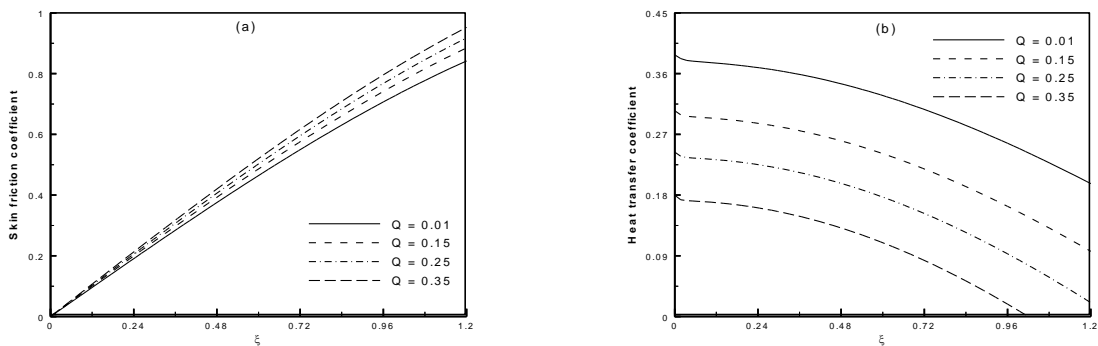 (a)
Skin friction coefficient
1
0.8
0.6
0.4
0.2
0
0
0.24
0.48
0.72
0.96
1.2
ξ
Q = 0.01
Q = 0.15
Q = 0.25
Q = 0.35
(b)
Heat transfer coefficient
0.45
0.36
0.27
0.18
0.09
0
0
0.24
0.48
0.72
0.96
1.2
ξ
Q = 0.01
Q = 0.15
Q = 0.25
Q = 0.35